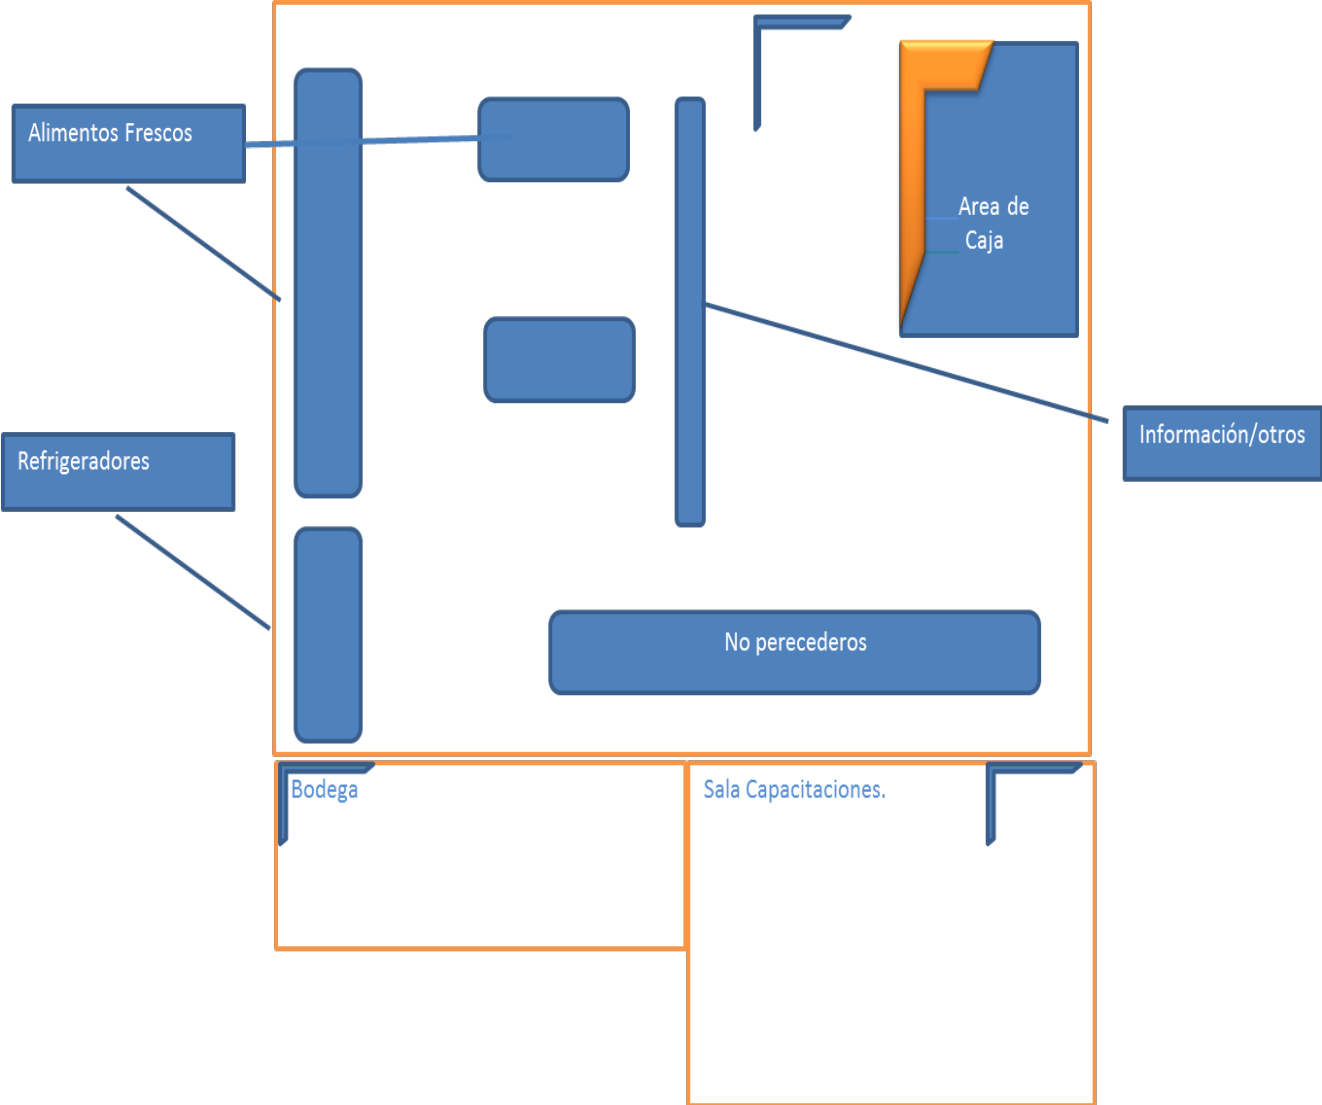 Alimentos Frescos
Area de
Caja
Información/otros
Refrigeradores
No perecederos
Bodega
Sala Capacitaciones.